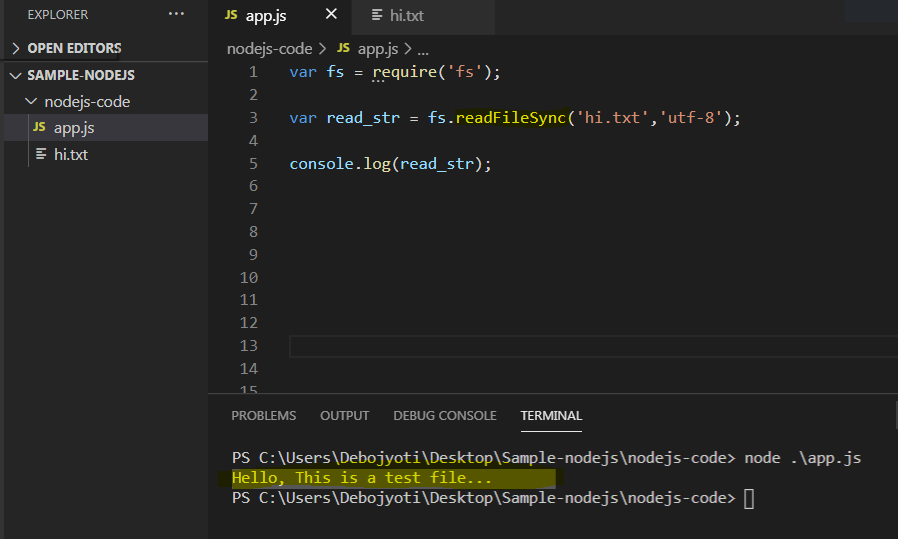 EXPLORER ...
OPEN EDITORS
SAMPLE-NODEJS
nodejs-code
JS app.js
hi.txt
JS app.js ×
hi.txt
nodejs-code > JS app.js > ...
1 var fs = require('fs');
2
3 var read_str = fs.readFileSync('hi.txt','utf-8');
4
5 console.log(read_str);
6
7
8
9
10
11
12
13
14
15
PROBLEMS OUTPUT DEBUG CONSOLE TERMINAL
PS C:\Users\Debojyoti\Desktop\Sample-nodejs\nodejs-code> node .\app.js
Hello, This is a test file...
PS C:\Users\Debojyoti\Desktop\Sample-nodejs\nodejs-code>